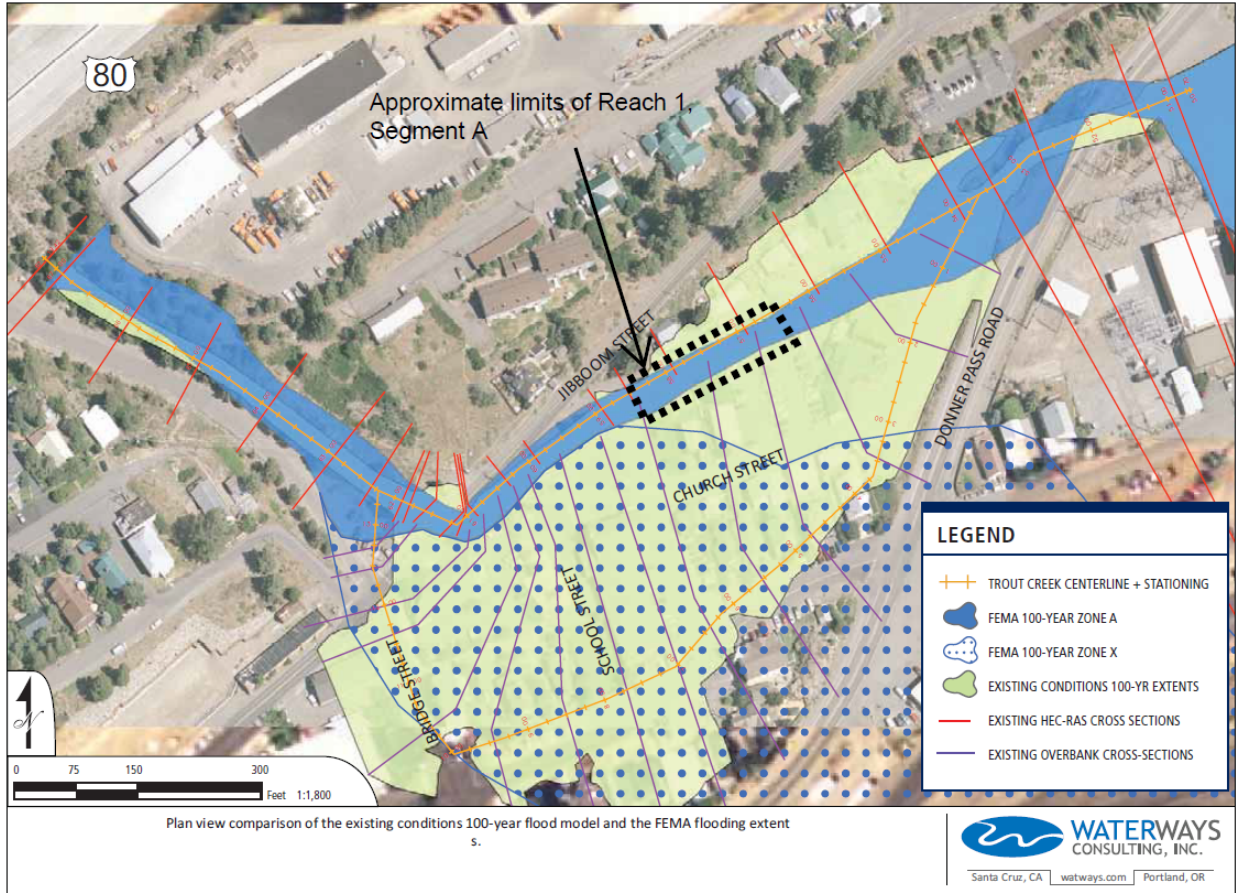 80
Approximate limits of Reach 1,
Segment A
JIBBOOM STREET
DONNER PASS ROAD
CHURCH STREET
SCHOOL STREET
BRIDGE STREET
LEGEND
TROUT CREEK CENTERLINE + STATIONING
FEMA 100-YEAR ZONE A
FEMA 100-YEAR ZONE X
EXISTING CONDITIONS 100-YR EXTENTS
EXISTING HEC-RAS CROSS SECTIONS
EXISTING OVERBANK CROSS-SECTIONS
N
0 75 150 300
Feet 1:1,800
Plan view comparison of the existing conditions 100-year flood model and the FEMA flooding extent
s.
WATERWAYS
CONSULTING, INC.
Santa Cruz, CA watways.com Portland, OR